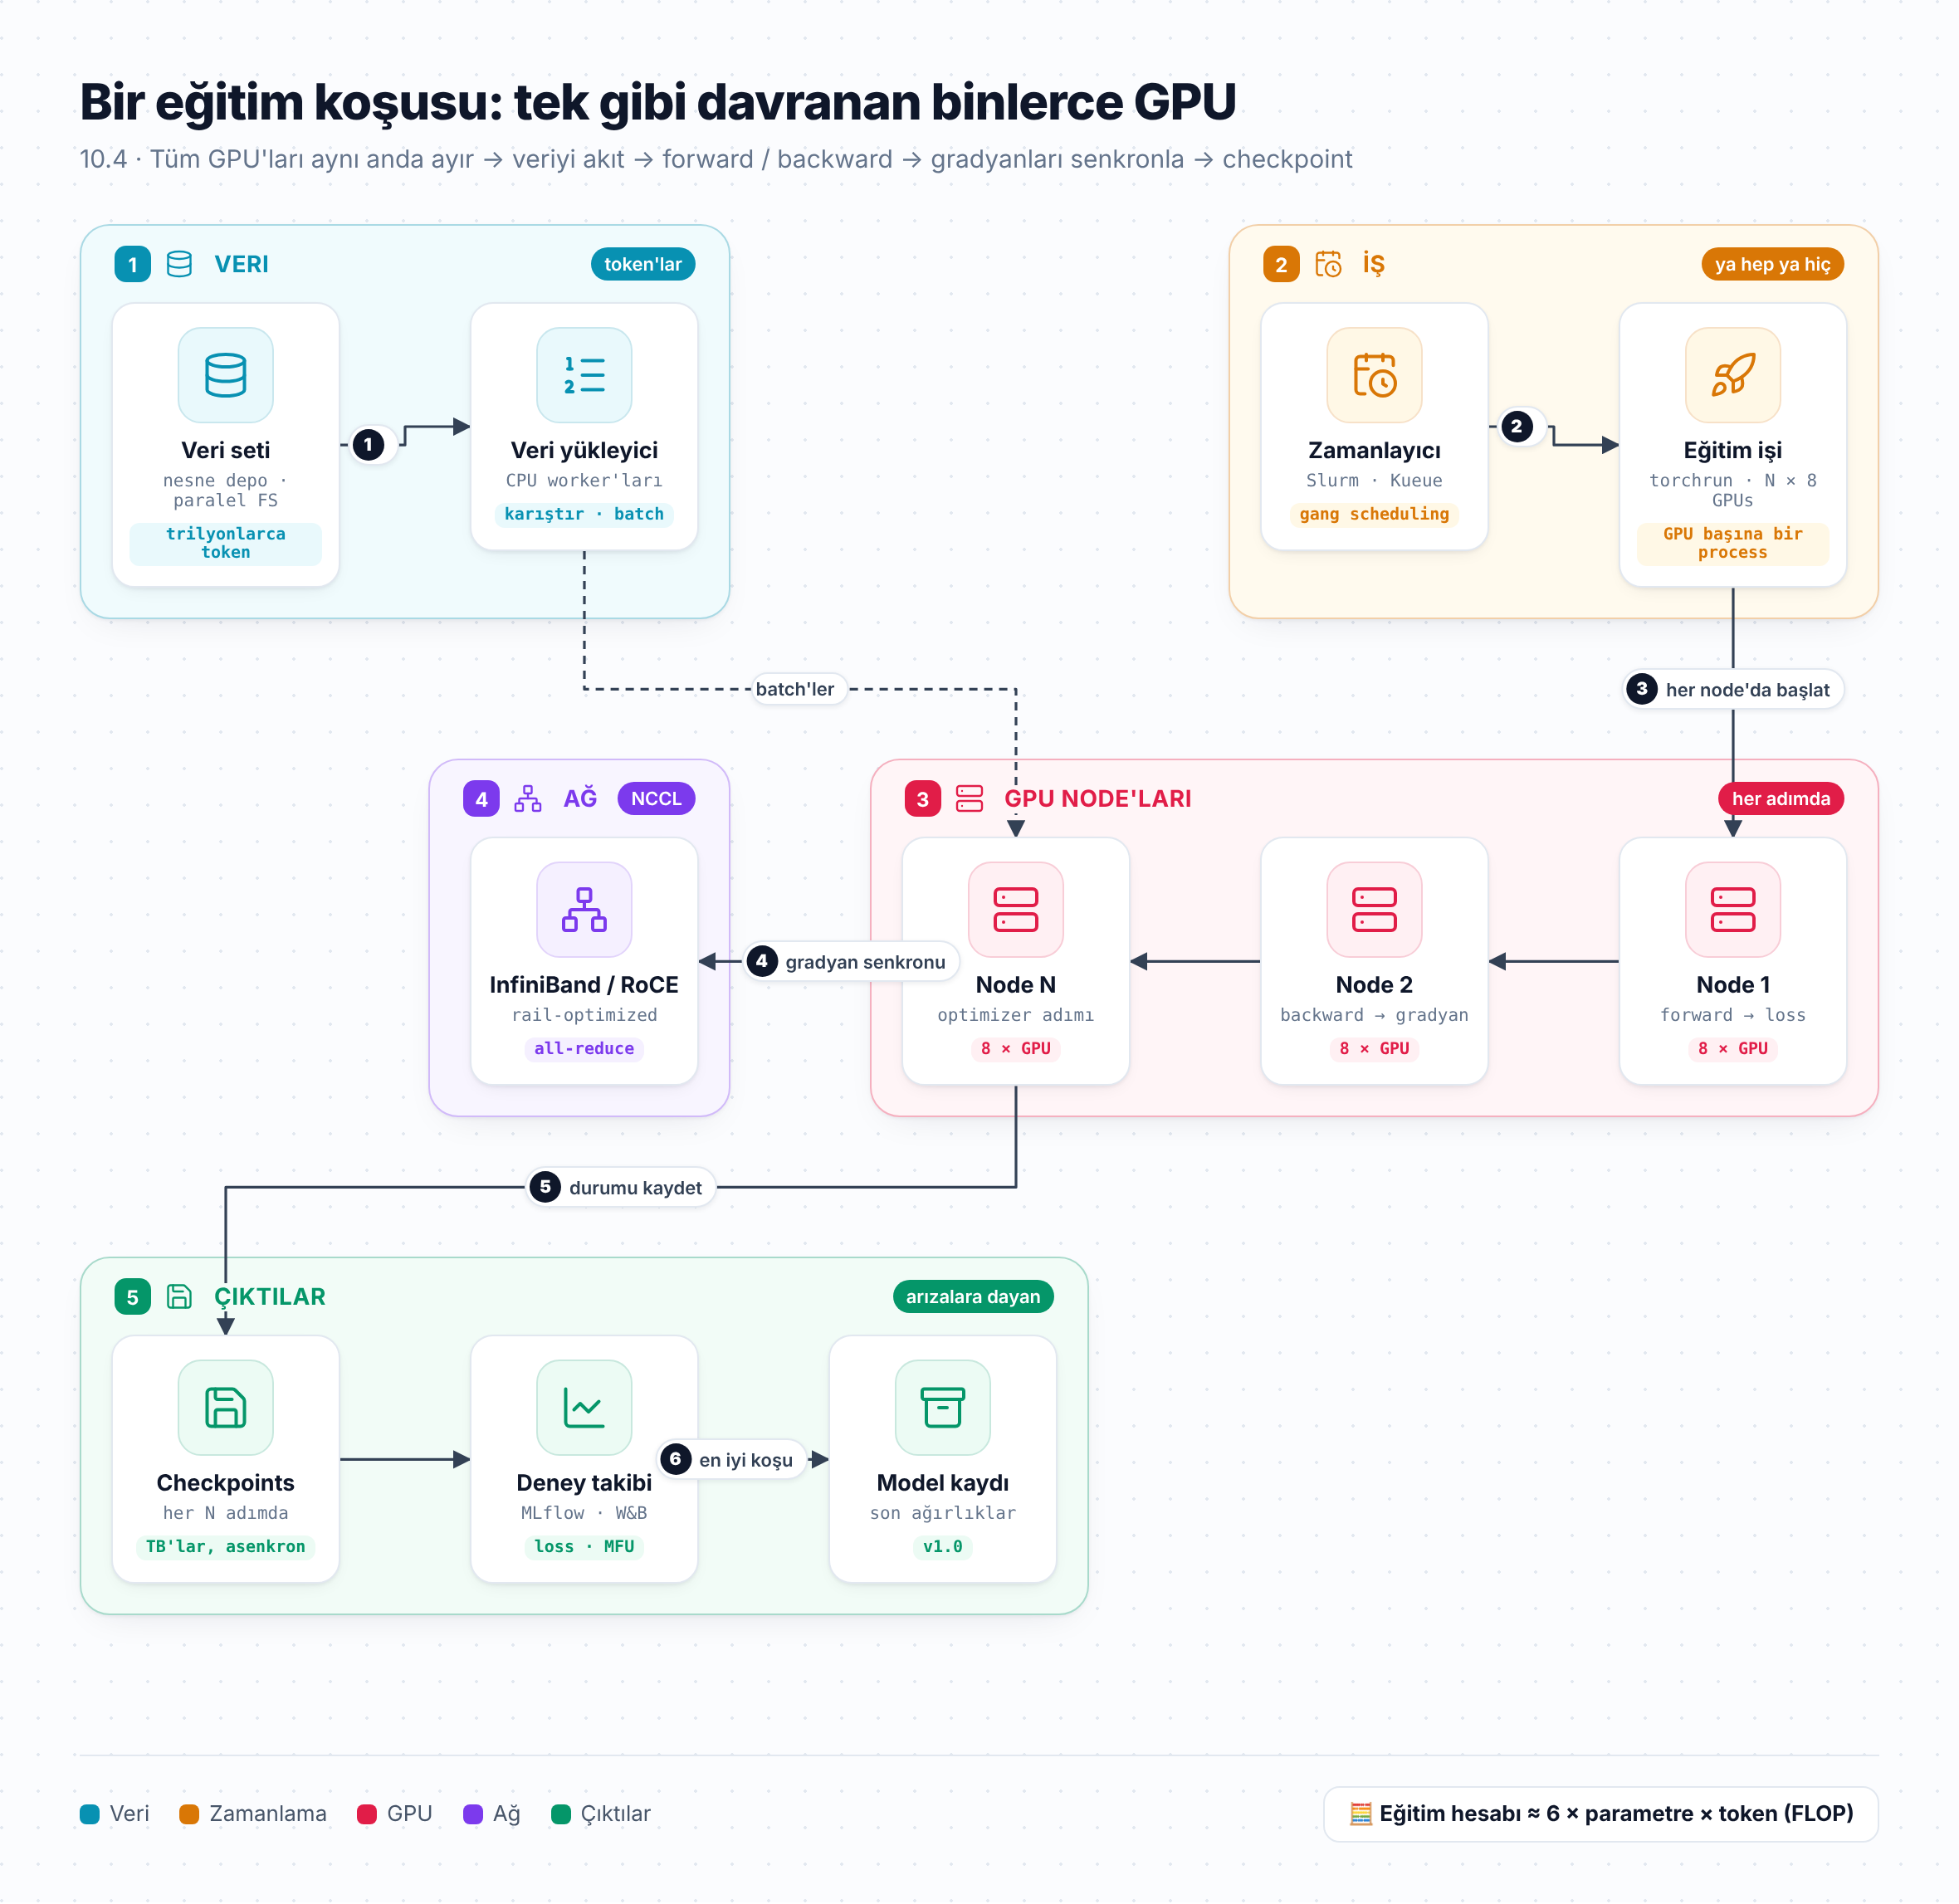 Bir eğitim koşusu: tek gibi davranan binlerce GPU
10.4 · Tüm GPU'ları aynı anda ayır → veriyi akıt → forward / backward → gradyanları senkronla → checkpoint
1 VERI token'lar
Veri seti
nesne depo ·
paralel FS
trilyonlarca
token
1
Veri yükleyici
CPU worker'ları
karıştır · batch
2 İŞ ya hep ya hiç
Zamanlayıcı
Slurm · Kueue
gang scheduling
2
Eğitim işi
torchrun · N × 8
GPUs
GPU başına bir
process
batch'ler
3 her node'da başlat
4 AĞ NCCL
InfiniBand / RoCE
rail-optimized
all-reduce
4 gradyan senkronu
3 GPU NODE'LARI her adımda
Node N
optimizer adımı
8 × GPU
Node 2
backward → gradyan
8 × GPU
Node 1
forward → loss
8 × GPU
5 durumu kaydet
5 ÇIKTILAR arızalara dayan
Checkpoints
her N adımda
TB'lar, asenkron
Deney takibi
MLflow · W&B
loss · MFU
6 en iyi koşu
Model kaydı
son ağırlıklar
v1.0
Veri Zamanlama GPU Ağ Çıktılar
🧮 Eğitim hesabı ≈ 6 × parametre × token (FLOP)